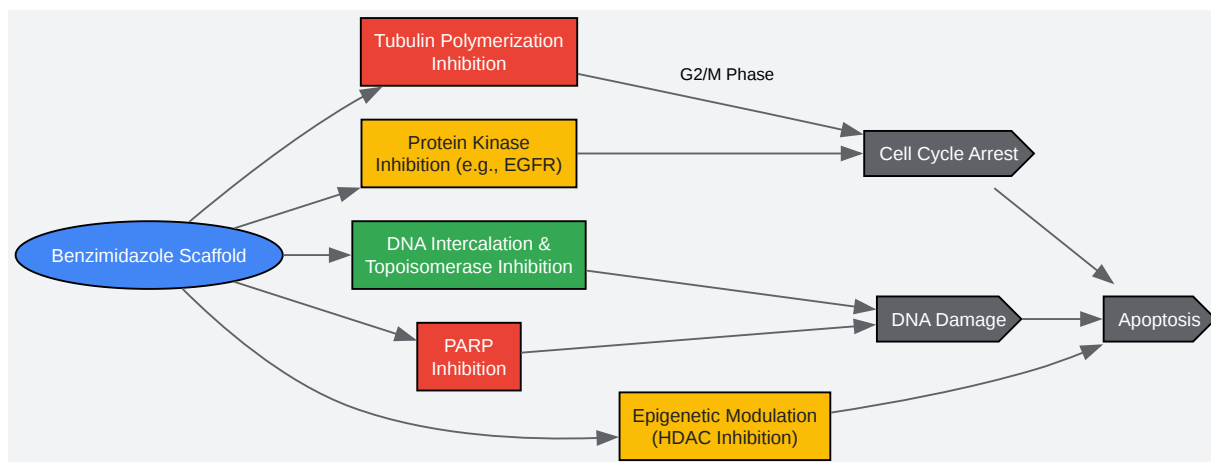 Tubulin Polymerization
Inhibition
G2/M Phase
Protein Kinase
Inhibition (e.g., EGFR)
Cell Cycle Arrest
Benzimidazole Scaffold
DNA Intercalation &
Topoisomerase Inhibition
DNA Damage
Apoptosis
PARP
Inhibition
Epigenetic Modulation
(HDAC Inhibition)